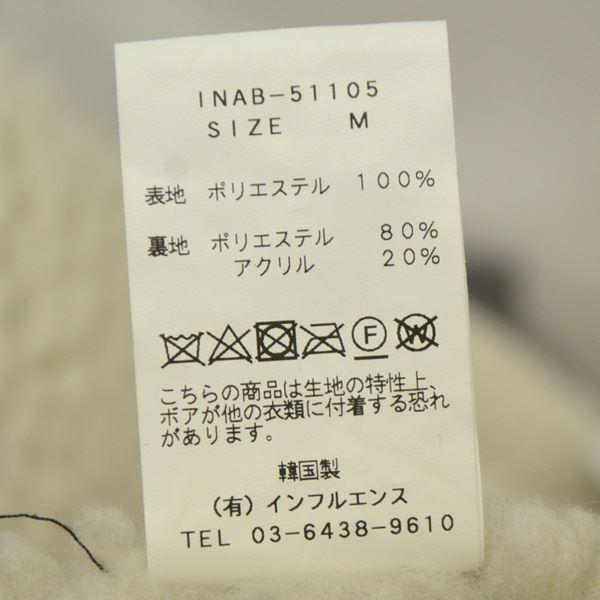 INAB-51105
SIZE M
表地 ポリエステル 100%
裏地 ポリエステル 80%
アクリル 20%
F W
こちらの商品は生地の特性上、
ボアが他の衣類に付着する恐れ
があります。
韓国製
(有)インフルエンス
TEL 03-6438-9610